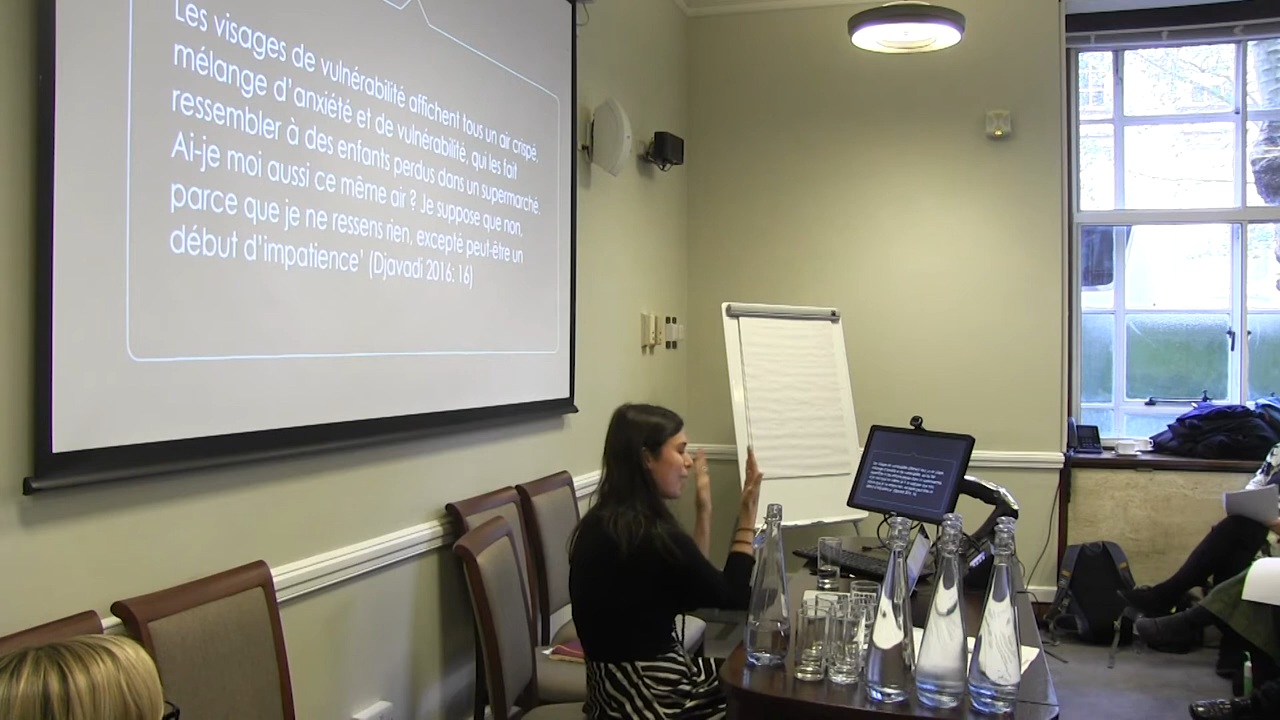 Les visages de vulnérabilité affichent tous un air crispé,
mélange d'anxiété et de vulnérabilité, qui les fait
ressembler à des enfants perdus dans un supermarché.
Ai-je moi aussi ce même air ? Je suppose que non,
parce que je ne ressens rien, excepté peut-être un
début d'impatience' (Djavadi 2016: 16)